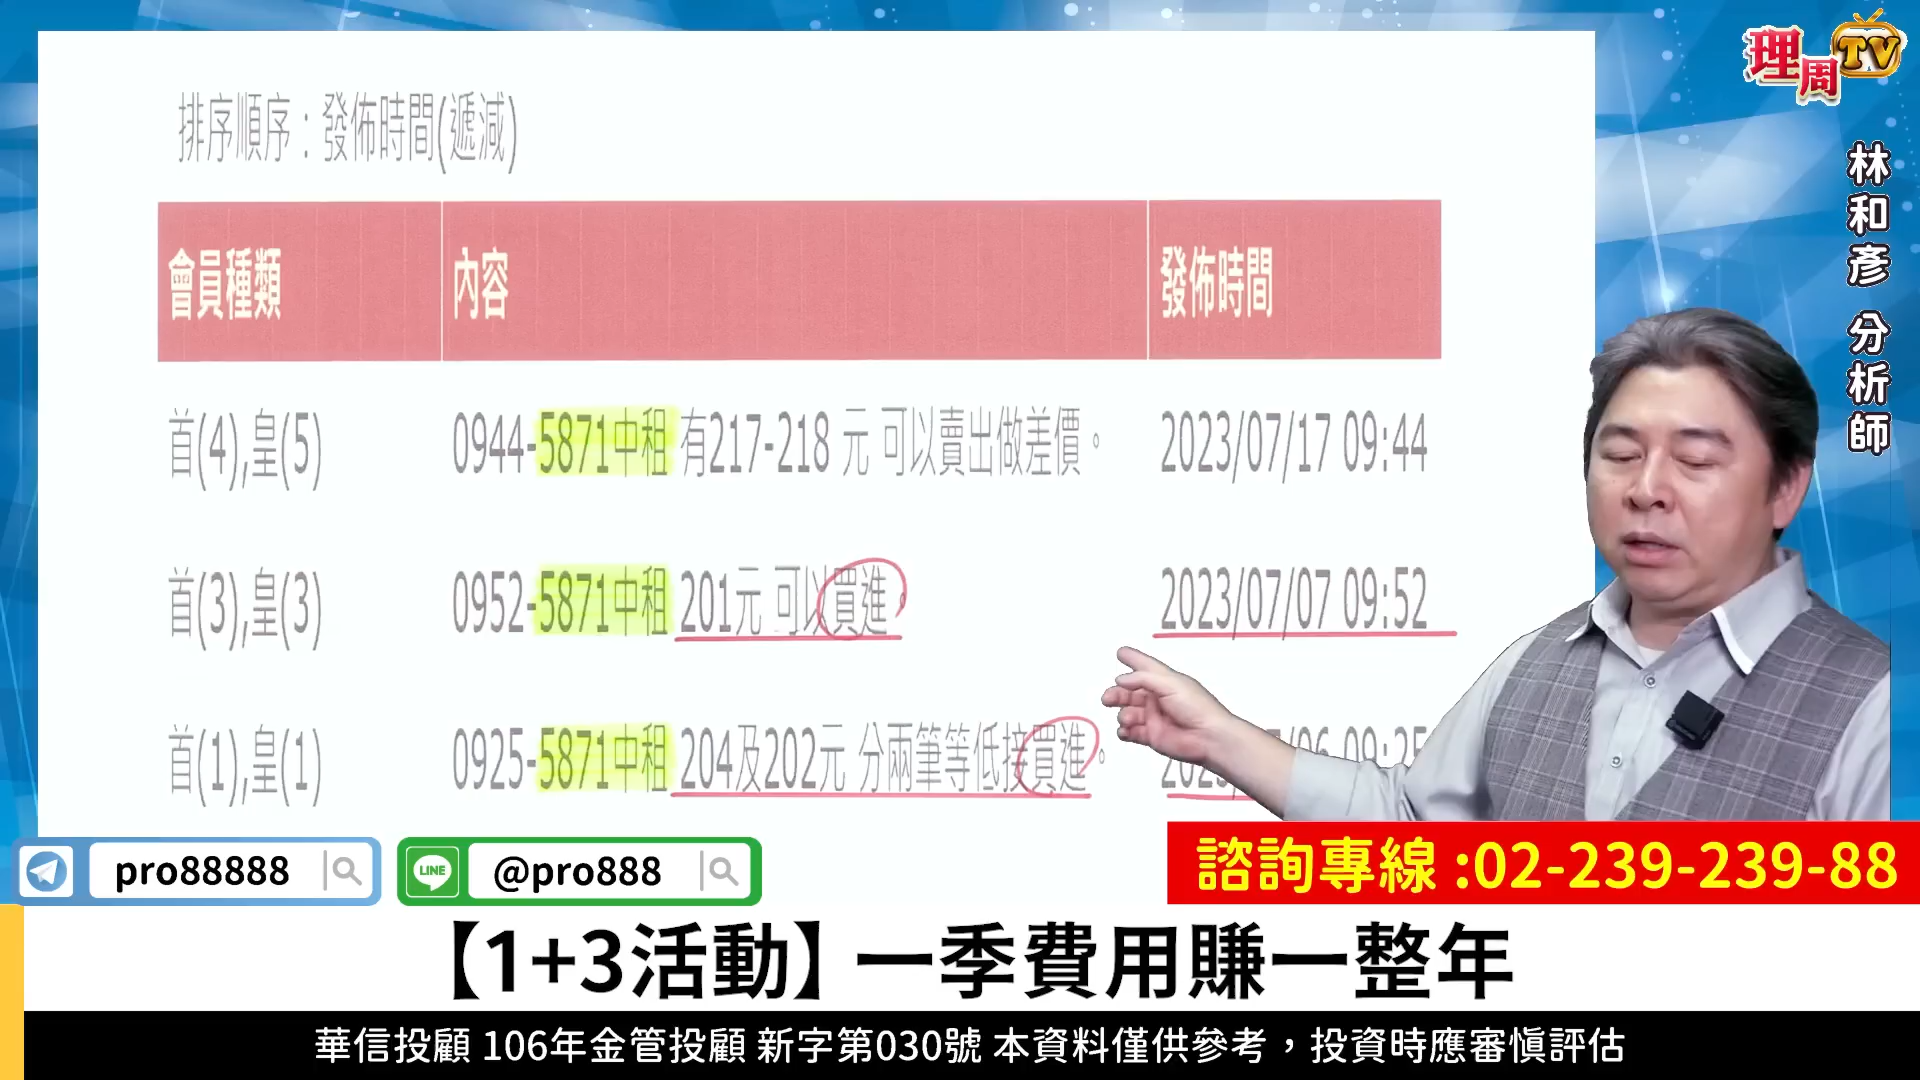 排序順序：發佈時間(遞減)
理周TV
林和彥 分析師
會員種類 內容 發佈時間
首(4),皇(5) 0944-5871中租 有217-218 元 可以賣出做差價。 2023/07/17 09:44
首(3),皇(3) 0952-5871中租 201元 可以買進。 2023/07/07 09:52
首(1),皇(1) 0925-5871中租 204及202元 分兩筆等低接買進。
pro88888
LINE @pro888
諮詢專線:02-239-239-88
【1+3活動】一季費用賺一整年
華信投顧 106年金管投顧 新字第030號 本資料僅供參考，投資時應審慎評估